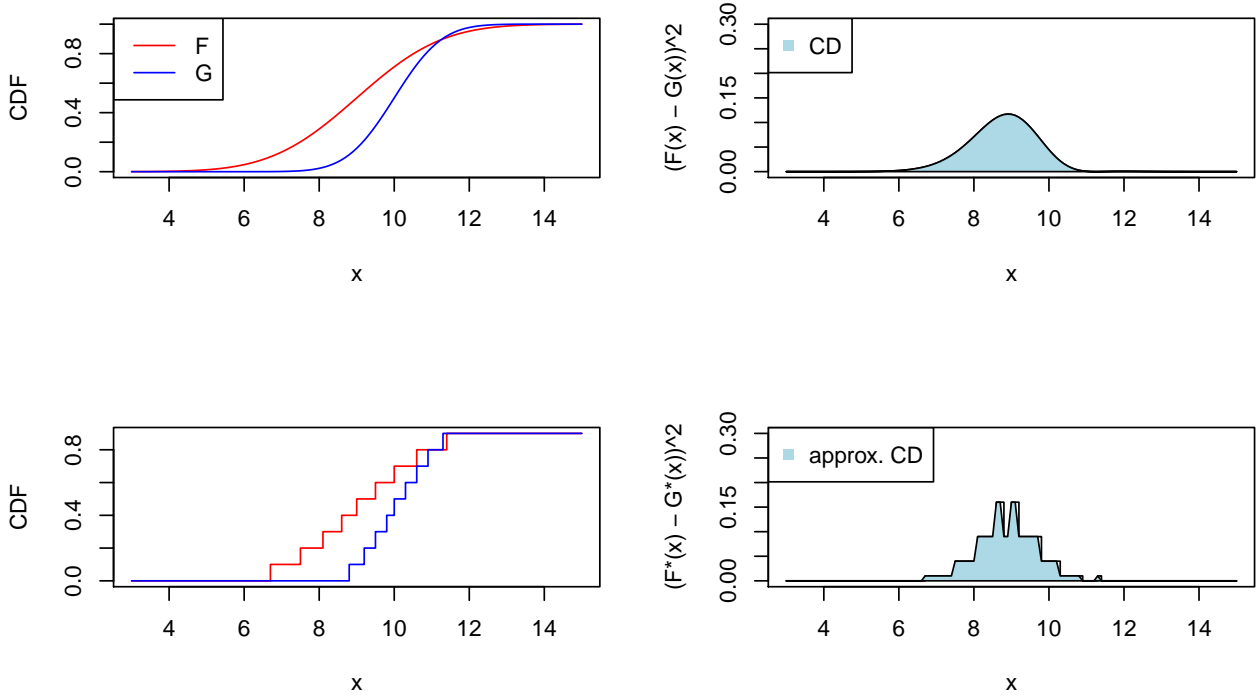 CDF
0.0 0.4 0.8
F
G
4 6 8 10 12 14
x
(F(x) − G(x))^2
0.00 0.15 0.30
CD
4 6 8 10 12 14
x
CDF
0.0 0.4 0.8
4 6 8 10 12 14
x
(F*(x) − G*(x))^2
0.00 0.15 0.30
approx. CD
4 6 8 10 12 14
x